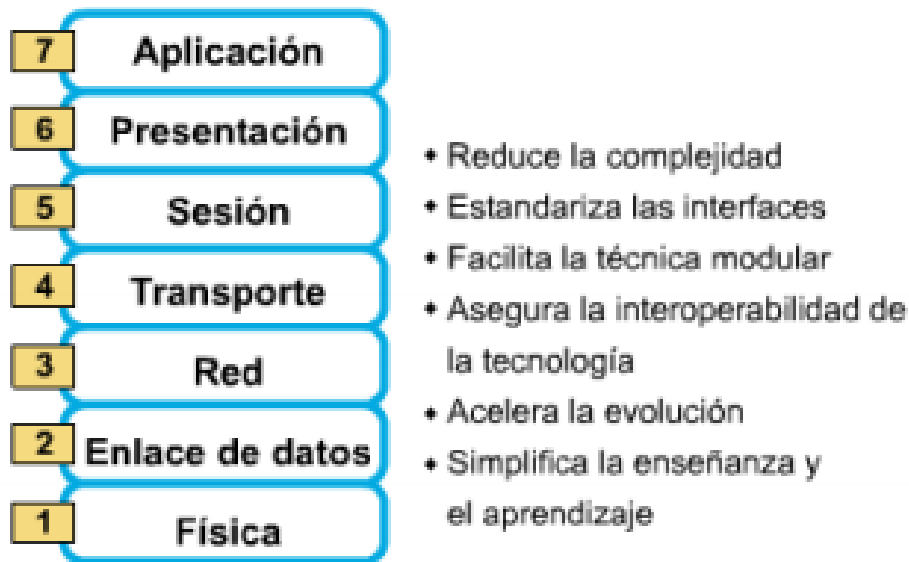 7 Aplicación
6 Presentación
5 Sesión
4 Transporte
3 Red
2 Enlace de datos
1 Física
• Reduce la complejidad
• Estandariza las interfaces
• Facilita la técnica modular
• Asegura la interoperabilidad de
la tecnología
• Acelera la evolución
• Simplifica la enseñanza y
el aprendizaje